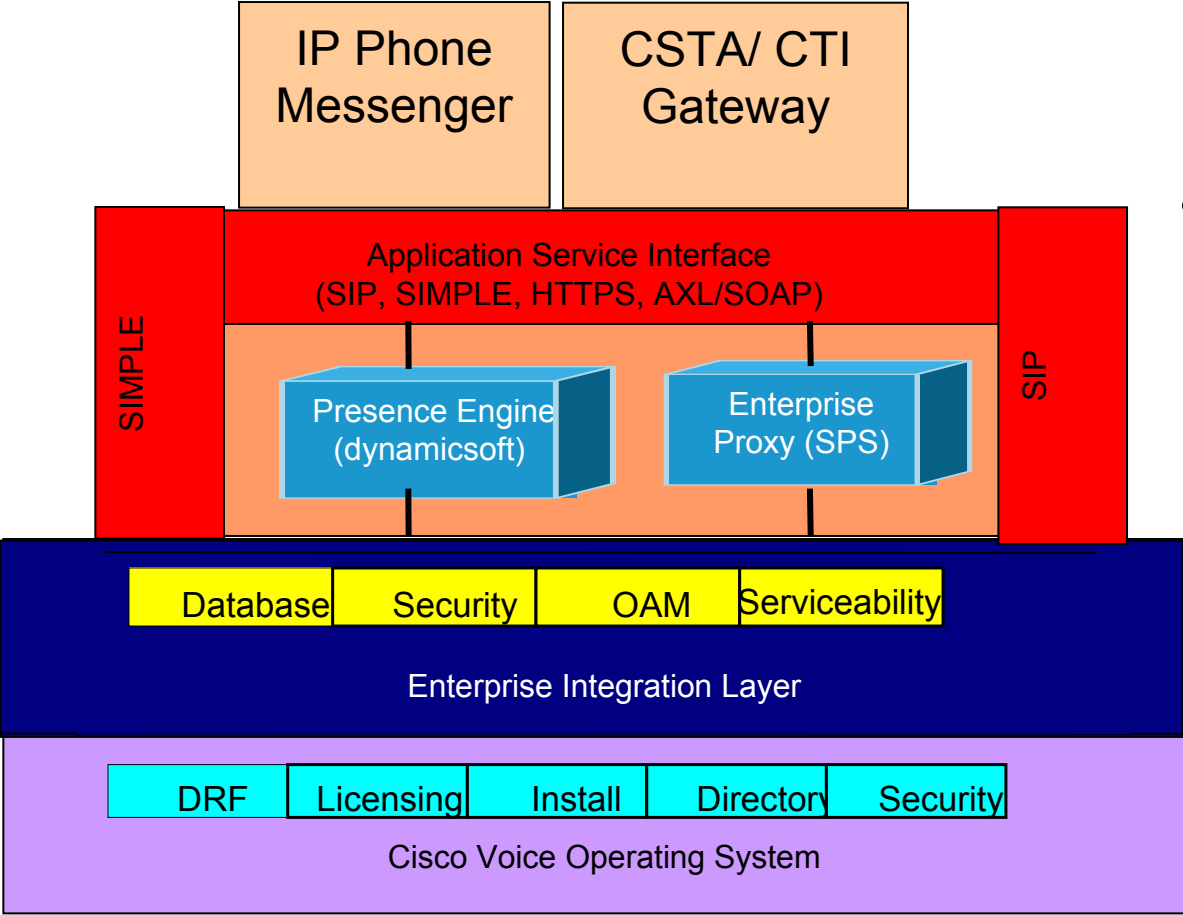 IP Phone
Messenger
CSTA/ CTI
Gateway
Application Service Interface
(SIP, SIMPLE, HTTPS, AXL/SOAP)
SIMPLE
Presence Engine
(dynamicsoft)
Enterprise
Proxy (SPS)
SIP
Database
Security
OAM
Serviceability
Enterprise Integration Layer
DRF
Licensing
Install
Directory
Security
Cisco Voice Operating System